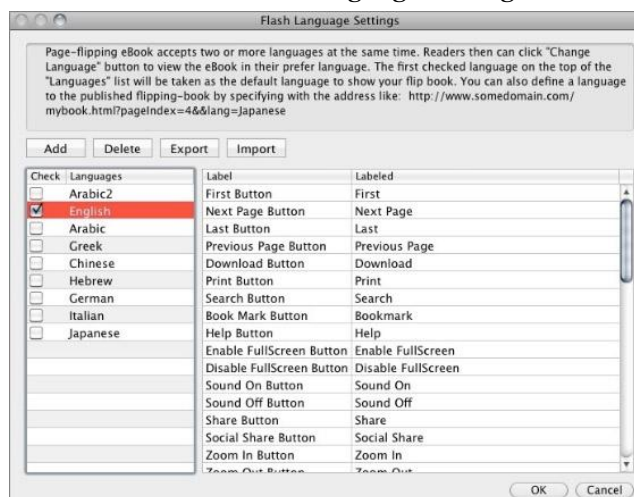 Flash Language Settings
Page-flipping eBook accepts two or more languages at the same time. Readers then can click "Change
Language" button to view the eBook in their prefer language. The first checked language on the top of the
"Languages" list will be taken as the default language to show your flip book. You can also define a language
to the published flipping-book by specifying with the address like: http://www.somedomain.com/
mybook.html?pageIndex=4&&lang=Japanese
Add Delete Export Import
Check Languages Label Labeled
Arabic2 First Button First
English Next Page Button Next Page
Arabic Last Button Last
Greek Previous Page Button Previous Page
Chinese Download Button Download
Hebrew Print Button Print
German Search Button Search
Italian Book Mark Button Bookmark
Japanese Help Button Help
Enable FullScreen Button Enable FullScreen
Disable FullScreen Button Disable FullScreen
Sound On Button Sound On
Sound Off Button Sound Off
Share Button Share
Social Share Button Social Share
Zoom In Button Zoom In
Zoom Out Button Zoom Out
OK Cancel